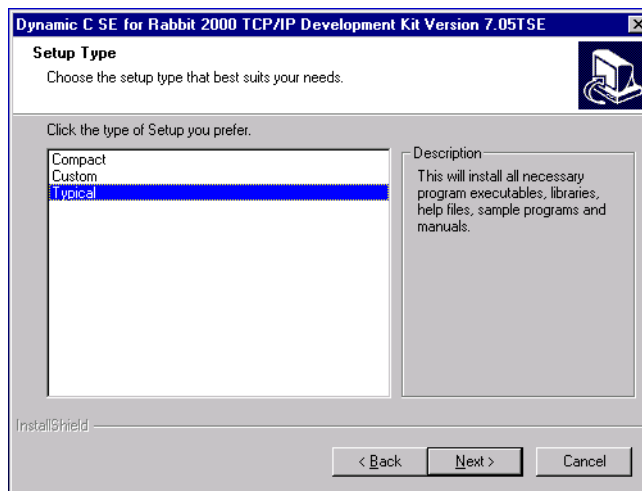 Dynamic C SE for Rabbit 2000 TCP/IP Development Kit Version 7.05TSE
Setup Type
Choose the setup type that best suits your needs.
Click the type of Setup you prefer.
Compact
Custom
Typical
Description
This will install all necessary
program executables, libraries,
help files, sample programs and
manuals.
InstallShield
< Back
Next >
Cancel